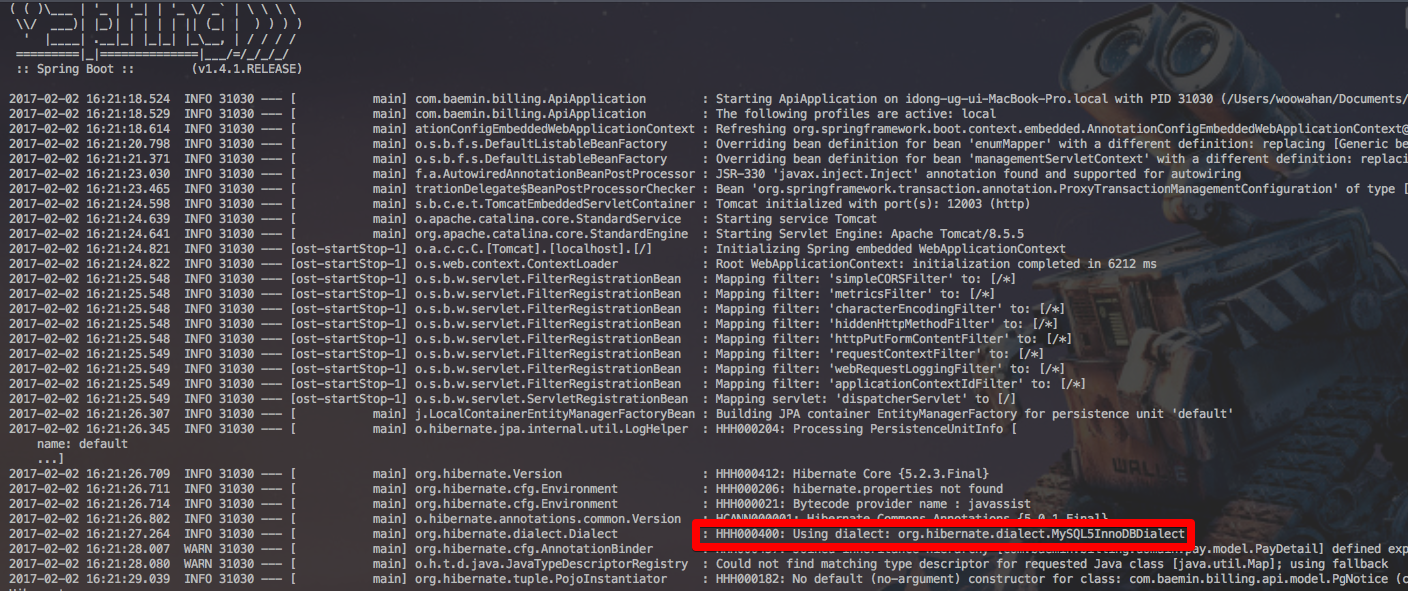 :: Spring Boot ::        (v1.4.1.RELEASE)
2017-02-02 16:21:18.524  INFO 31030 --- [           main] com.baemin.billing.ApiApplication        : Starting ApiApplication on idong-ug-ui-MacBook-Pro.local with PID 31030 (/Users/woowahan/Documents/
2017-02-02 16:21:18.529  INFO 31030 --- [           main] com.baemin.billing.ApiApplication        : The following profiles are active: local
2017-02-02 16:21:18.614  INFO 31030 --- [           main] ationConfigEmbeddedWebApplicationContext : Refreshing org.springframework.boot.context.embedded.AnnotationConfigEmbeddedWebApplicationContext@
2017-02-02 16:21:20.798  INFO 31030 --- [           main] o.s.b.f.s.DefaultListableBeanFactory     : Overriding bean definition for bean 'enumMapper' with a different definition: replacing [Generic be
2017-02-02 16:21:21.371  INFO 31030 --- [           main] o.s.b.f.s.DefaultListableBeanFactory     : Overriding bean definition for bean 'managementServletContext' with a different definition: replaci
2017-02-02 16:21:23.030  INFO 31030 --- [           main] f.a.AutowiredAnnotationBeanPostProcessor : JSR-330 'javax.inject.Inject' annotation found and supported for autowiring
2017-02-02 16:21:23.465  INFO 31030 --- [           main] trationDelegate$BeanPostProcessorChecker : Bean 'org.springframework.transaction.annotation.ProxyTransactionManagementConfiguration' of type [
2017-02-02 16:21:24.598  INFO 31030 --- [           main] s.b.c.e.t.TomcatEmbeddedServletContainer : Tomcat initialized with port(s): 12003 (http)
2017-02-02 16:21:24.639  INFO 31030 --- [           main] o.apache.catalina.core.StandardService   : Starting service Tomcat
2017-02-02 16:21:24.641  INFO 31030 --- [           main] org.apache.catalina.core.StandardEngine  : Starting Servlet Engine: Apache Tomcat/8.5.5
2017-02-02 16:21:24.821  INFO 31030 --- [ost-startStop-1] o.a.c.c.C.[Tomcat].[localhost].[/]       : Initializing Spring embedded WebApplicationContext
2017-02-02 16:21:24.822  INFO 31030 --- [ost-startStop-1] o.s.web.context.ContextLoader            : Root WebApplicationContext: initialization completed in 6212 ms
2017-02-02 16:21:25.548  INFO 31030 --- [ost-startStop-1] o.s.b.w.servlet.FilterRegistrationBean   : Mapping filter: 'simpleCORSFilter' to: [/*]
2017-02-02 16:21:25.548  INFO 31030 --- [ost-startStop-1] o.s.b.w.servlet.FilterRegistrationBean   : Mapping filter: 'metricsFilter' to: [/*]
2017-02-02 16:21:25.548  INFO 31030 --- [ost-startStop-1] o.s.b.w.servlet.FilterRegistrationBean   : Mapping filter: 'characterEncodingFilter' to: [/*]
2017-02-02 16:21:25.548  INFO 31030 --- [ost-startStop-1] o.s.b.w.servlet.FilterRegistrationBean   : Mapping filter: 'hiddenHttpMethodFilter' to: [/*]
2017-02-02 16:21:25.548  INFO 31030 --- [ost-startStop-1] o.s.b.w.servlet.FilterRegistrationBean   : Mapping filter: 'httpPutFormContentFilter' to: [/*]
2017-02-02 16:21:25.549  INFO 31030 --- [ost-startStop-1] o.s.b.w.servlet.FilterRegistrationBean   : Mapping filter: 'requestContextFilter' to: [/*]
2017-02-02 16:21:25.549  INFO 31030 --- [ost-startStop-1] o.s.b.w.servlet.FilterRegistrationBean   : Mapping filter: 'webRequestLoggingFilter' to: [/*]
2017-02-02 16:21:25.549  INFO 31030 --- [ost-startStop-1] o.s.b.w.servlet.FilterRegistrationBean   : Mapping filter: 'applicationContextIdFilter' to: [/*]
2017-02-02 16:21:25.549  INFO 31030 --- [ost-startStop-1] o.s.b.w.servlet.ServletRegistrationBean  : Mapping servlet: 'dispatcherServlet' to [/]
2017-02-02 16:21:26.307  INFO 31030 --- [           main] j.LocalContainerEntityManagerFactoryBean : Building JPA container EntityManagerFactory for persistence unit 'default'
2017-02-02 16:21:26.345  INFO 31030 --- [           main] o.hibernate.jpa.internal.util.LogHelper  : HHH000204: Processing PersistenceUnitInfo [
name: default
...]
2017-02-02 16:21:26.709  INFO 31030 --- [           main] org.hibernate.Version                    : HHH000412: Hibernate Core {5.2.3.Final}
2017-02-02 16:21:26.711  INFO 31030 --- [           main] org.hibernate.cfg.Environment            : HHH000206: hibernate.properties not found
2017-02-02 16:21:26.714  INFO 31030 --- [           main] org.hibernate.cfg.Environment            : HHH000021: Bytecode provider name : javassist
2017-02-02 16:21:26.802  INFO 31030 --- [           main] o.hibernate.annotations.common.Version   : HCANN000001: Hibernate Commons Annotations {5.0.1.Final}
2017-02-02 16:21:27.264  INFO 31030 --- [           main] org.hibernate.dialect.Dialect            : HHH000400: Using dialect: org.hibernate.dialect.MySQL5InnoDBDialect
2017-02-02 16:21:28.007  WARN 31030 --- [           main] org.hibernate.cfg.AnnotationBinder       : pay.model.PayDetail] defined exp
2017-02-02 16:21:28.080  WARN 31030 --- [           main] o.h.t.d.java.JavaTypeDescriptorRegistry  : Could not find matching type descriptor for requested Java class [java.util.Map]; using fallback
2017-02-02 16:21:29.039  INFO 31030 --- [           main] org.hibernate.tuple.PojoInstantiator     : HHH000182: No default (no-argument) constructor for class: com.baemin.billing.api.model.PgNotice (c
WALL